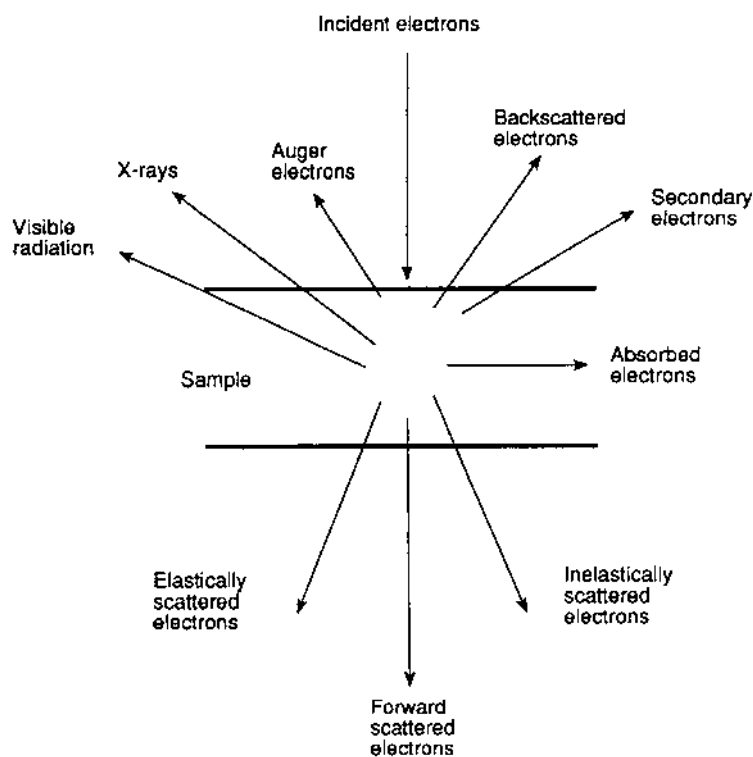 Incident electrons
Backscattered
electrons
Auger
electrons
X-rays
Secondary
electrons
Visible
radiation
Absorbed
electrons
Sample
Elastically
scattered
electrons
Inelastically
scattered
electrons
Forward
scattered
electrons